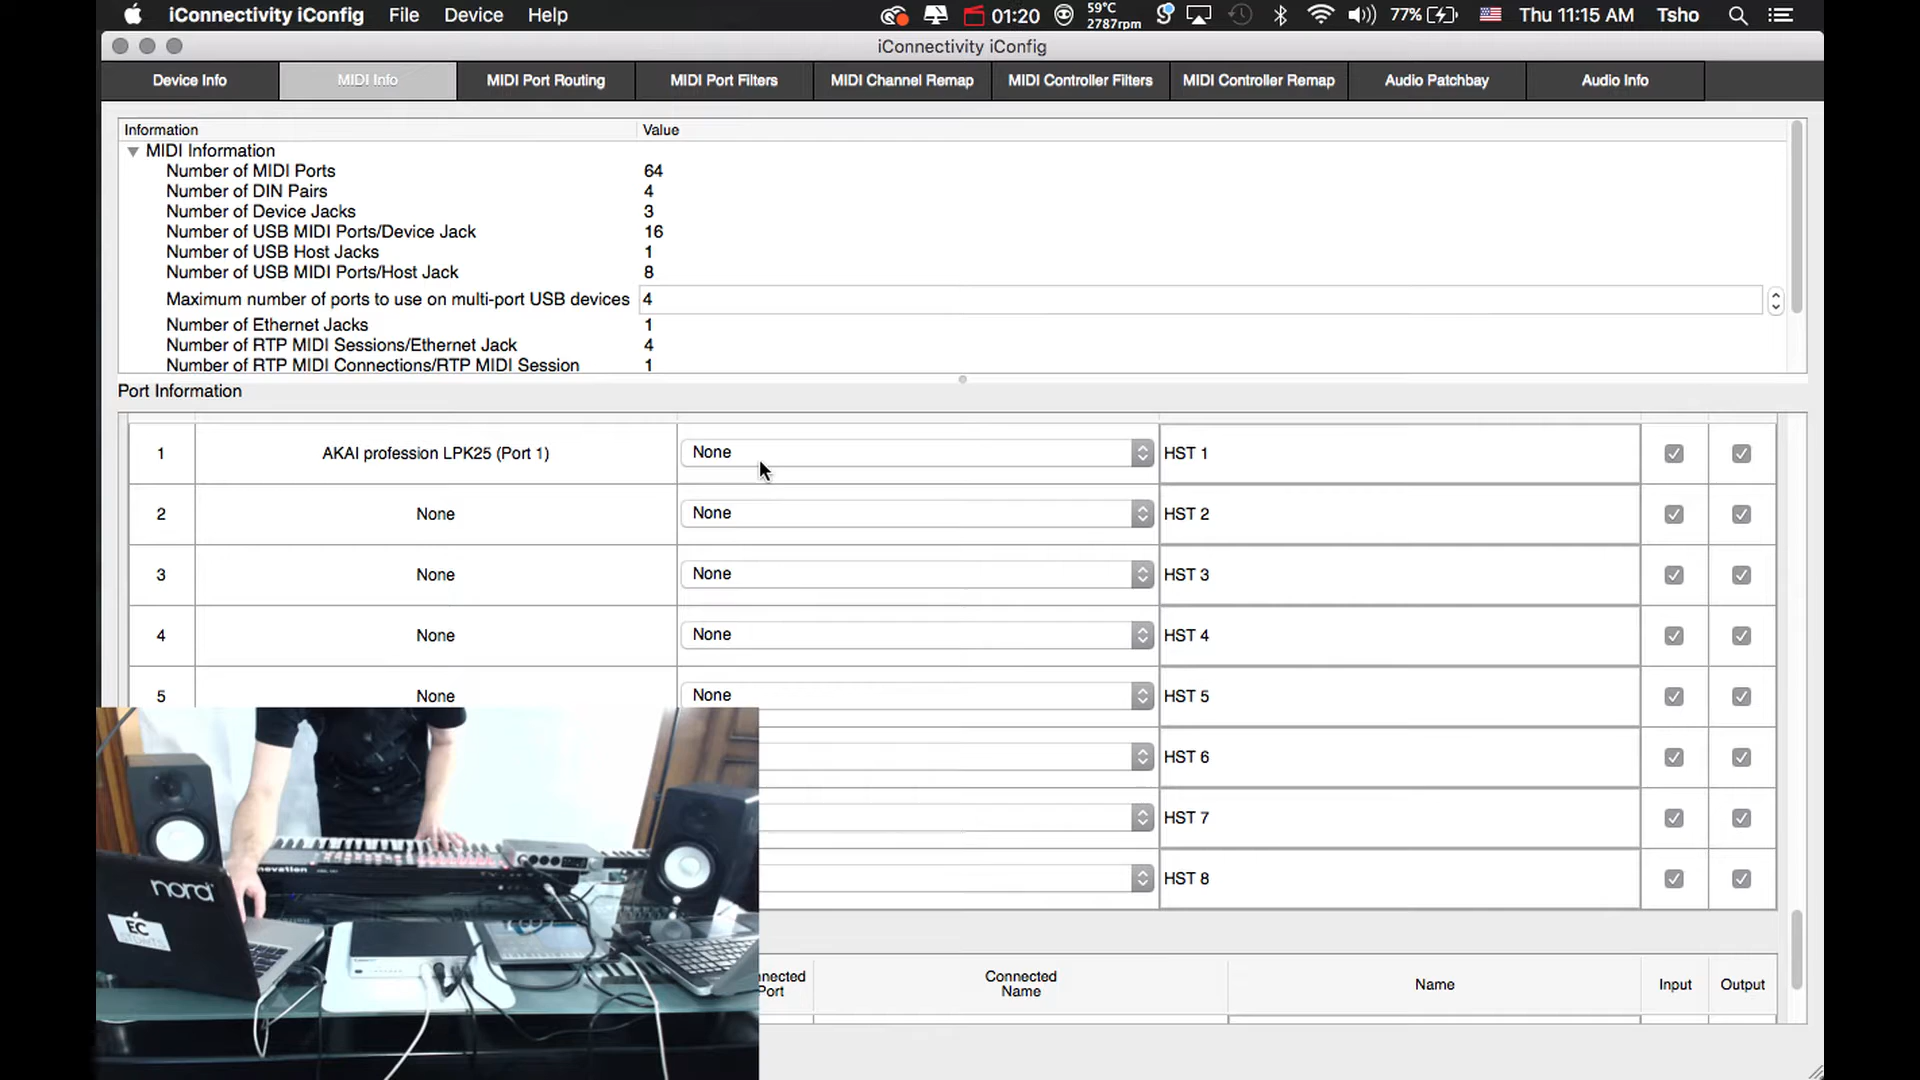 iConnectivity iConfig File Device Help 01:20 59°C 2787rpm 77% Thu 11:15 AM Tsho
iConnectivity iConfig
Device Info MIDI Info MIDI Port Routing MIDI Port Filters MIDI Channel Remap MIDI Controller Filters MIDI Controller Remap Audio Patchbay Audio Info
Information Value
MIDI Information
Number of MIDI Ports 64
Number of DIN Pairs 4
Number of Device Jacks 3
Number of USB MIDI Ports/Device Jack 16
Number of USB Host Jacks 1
Number of USB MIDI Ports/Host Jack 8
Maximum number of ports to use on multi-port USB devices 4
Number of Ethernet Jacks 1
Number of RTP MIDI Sessions/Ethernet Jack 4
Number of RTP MIDI Connections/RTP MIDI Session 1
Port Information
1 AKAI profession LPK25 (Port 1) None HST 1
2 None None HST 2
3 None None HST 3
4 None None HST 4
5 None None HST 5
HST 6
HST 7
HST 8
nnected Connected
Port Name Name Input Output
novation
nord
EC